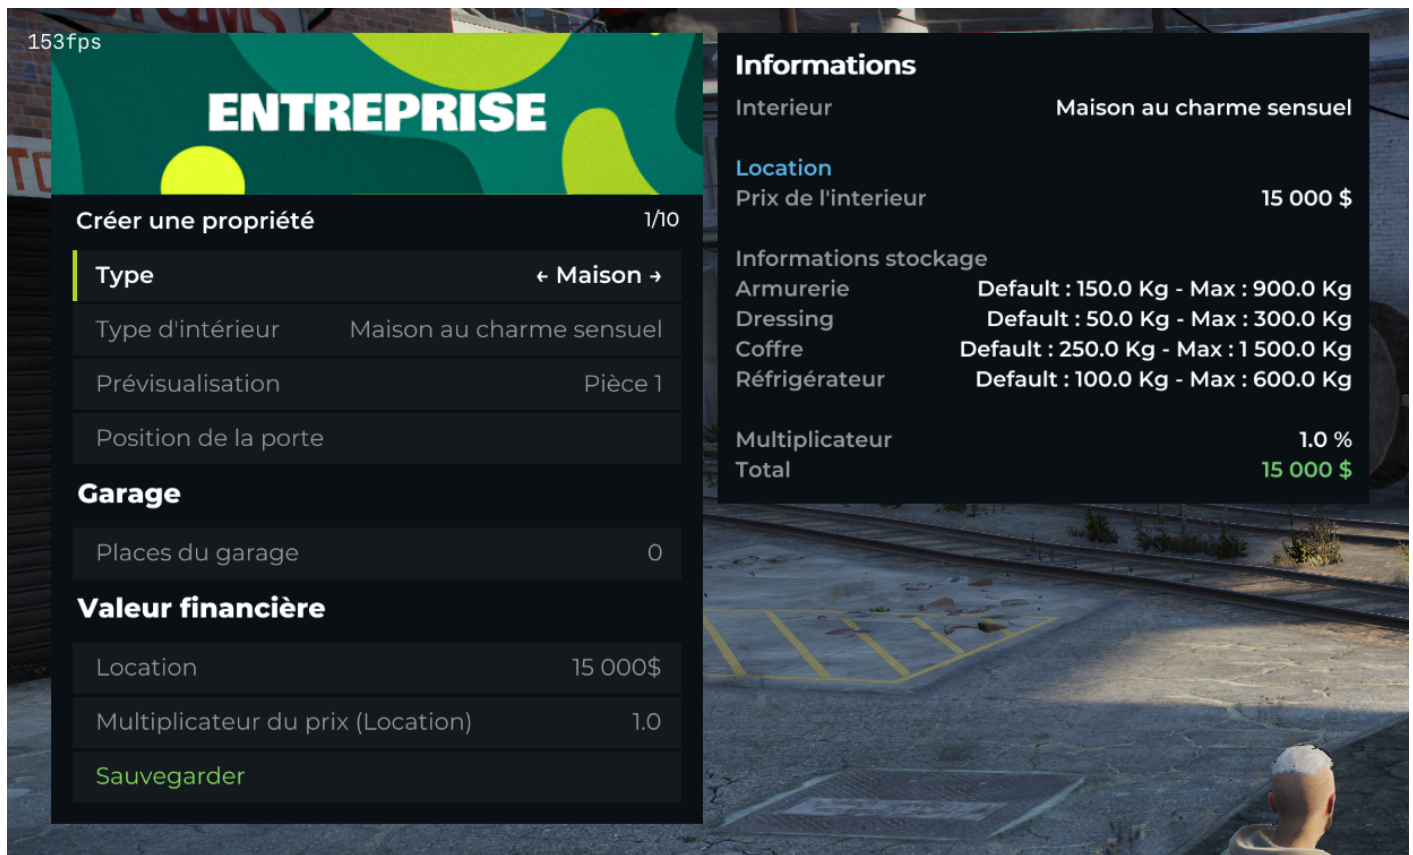 153fps
ENTREPRISE
Créer une propriété 1/10
Type ← Maison →
Type d'intérieur Maison au charme sensuel
Prévisualisation Pièce 1
Position de la porte
Garage
Places du garage 0
Valeur financière
Location 15 000$
Multiplicateur du prix (Location) 1.0
Sauvegarder
Informations
Interieur Maison au charme sensuel
Location
Prix de l'interieur 15 000 $
Informations stockage
Armurerie Default : 150.0 Kg - Max : 900.0 Kg
Dressing Default : 50.0 Kg - Max : 300.0 Kg
Coffre Default : 250.0 Kg - Max : 1 500.0 Kg
Réfrigérateur Default : 100.0 Kg - Max : 600.0 Kg
Multiplicateur 1.0 %
Total 15 000 $